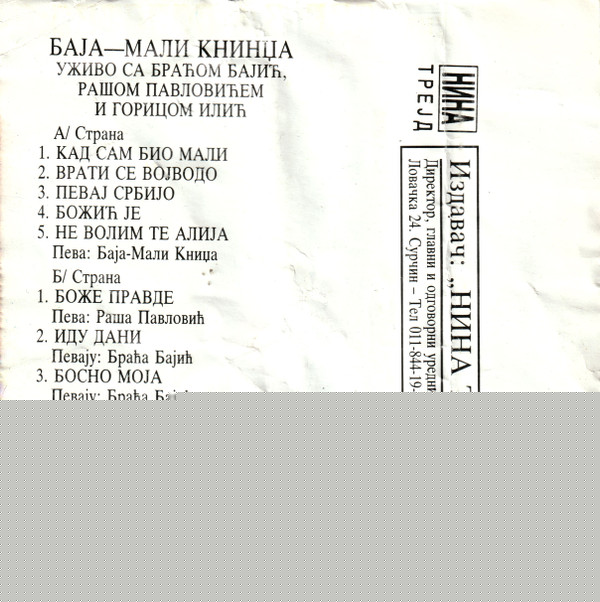 БАЈА—МАЛИ КНИНЏА
УЖИВО СА БРАЋОМ БАЈИЋ,
РАШОМ ПАВЛОВИЋЕМ
И ГОРИЦОМ ИЛИЋ
А/ Страна
1. КАД САМ БИО МАЛИ
2. ВРАТИ СЕ ВОЈВОДО
3. ПЕВАЈ СРБИЈО
4. БОЖИЋ ЈЕ
5. НЕ ВОЛИМ ТЕ АЛИЈА
Пева: Баја-Мали Книџа
Б/ Страна
1. БОЖЕ ПРАВДЕ
Пева: Раша Павловић
2. ИДУ ДАНИ
Певају: Браћа Бајић
3. БОСНО МОЈА
Певају: Браћа
НИНА
ТРЕЈД
Издавач: „НИНА
Директор, главни и одговорни
Ловачка 24. Сурчин – Тел 011-844-19-